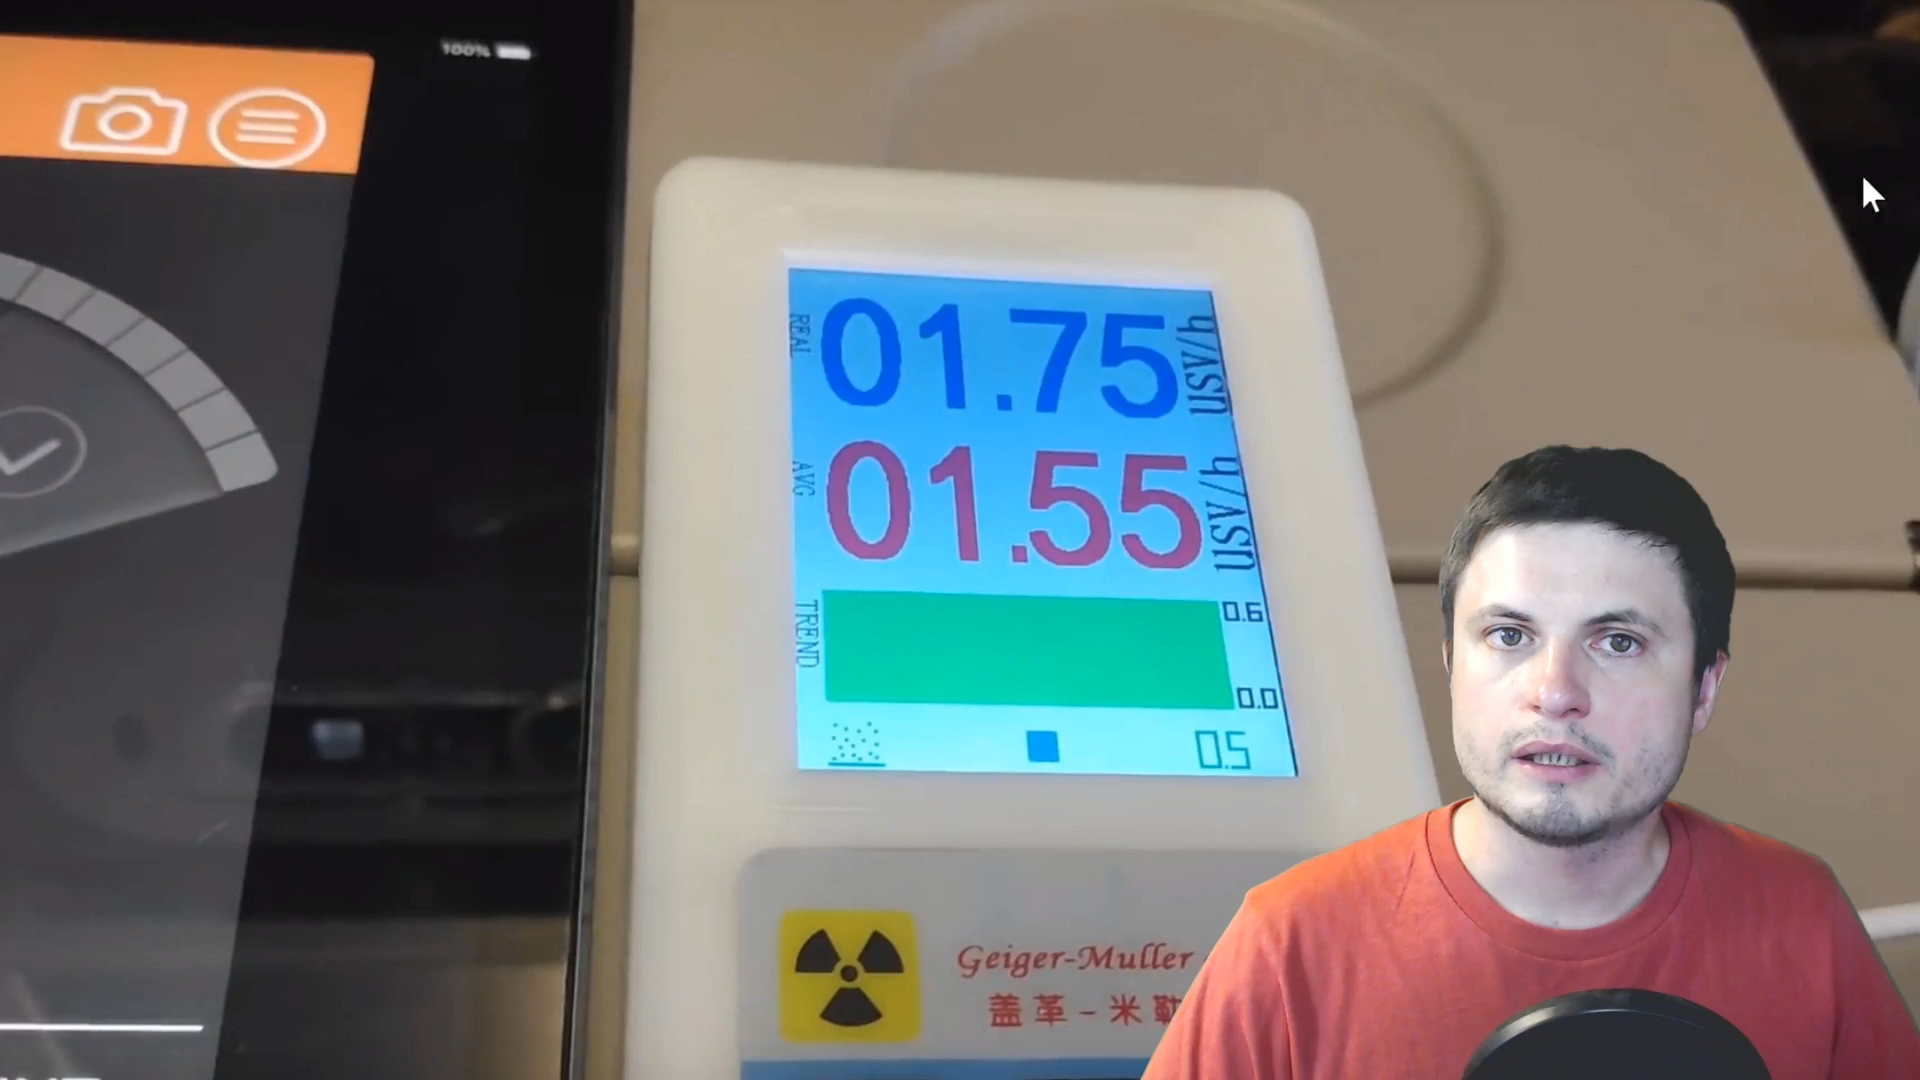 100%
REAL
01.75
usv/h
AVG
01.55
usv/h
TREND
0.6
0.0
0.5
Geiger-Muller
盖革-米勒